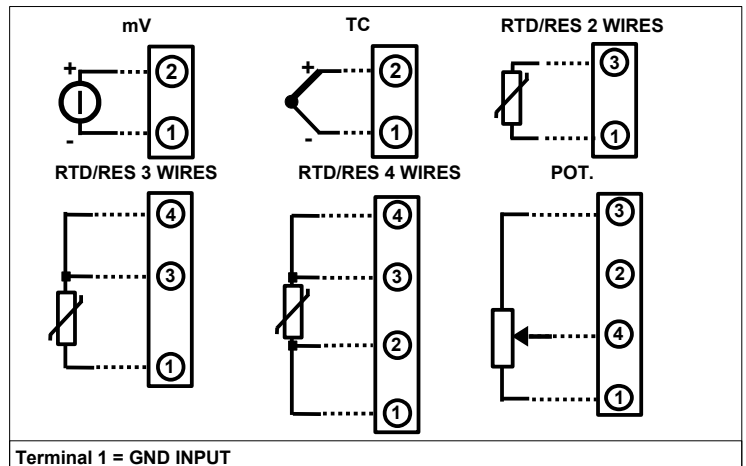 mV TC RTD/RES 2 WIRES
+ 2 + 2 3
- 1 - 1 1
RTD/RES 3 WIRES RTD/RES 4 WIRES POT.
4 4 3
3 3 2
2 4
1 1 1
Terminal 1 = GND INPUT